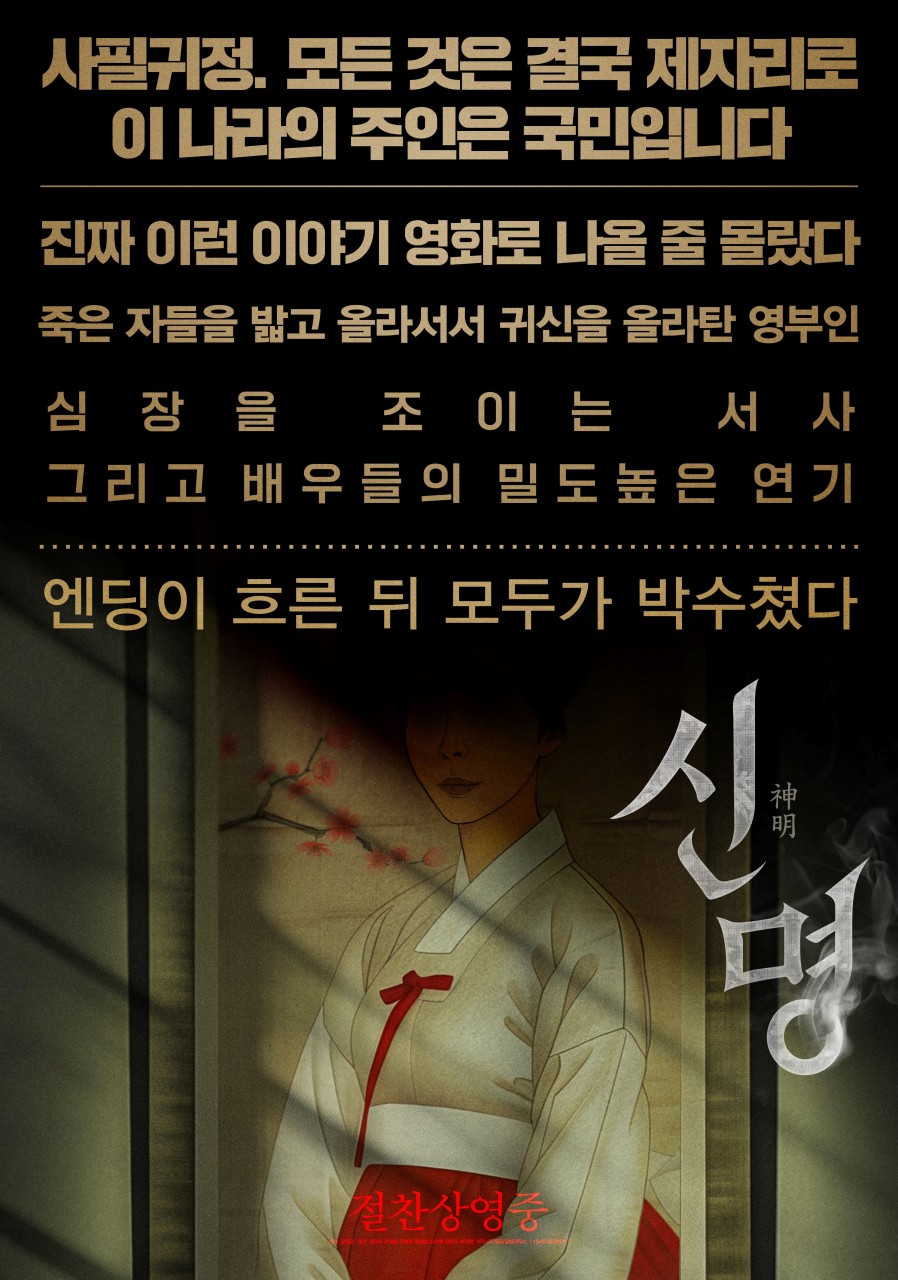 사필귀정. 모든 것은 결국 제자리로
이 나라의 주인은 국민입니다
진짜 이런 이야기 영화로 나올 줄 몰랐다
죽은 자들을 밟고 올라서서 귀신을 올라탄 영부인
심장을 조이는 서사
그리고 배우들의 밀도높은 연기
엔딩이 흐른 뒤 모두가 박수쳤다
신명
神明
절찬상영중